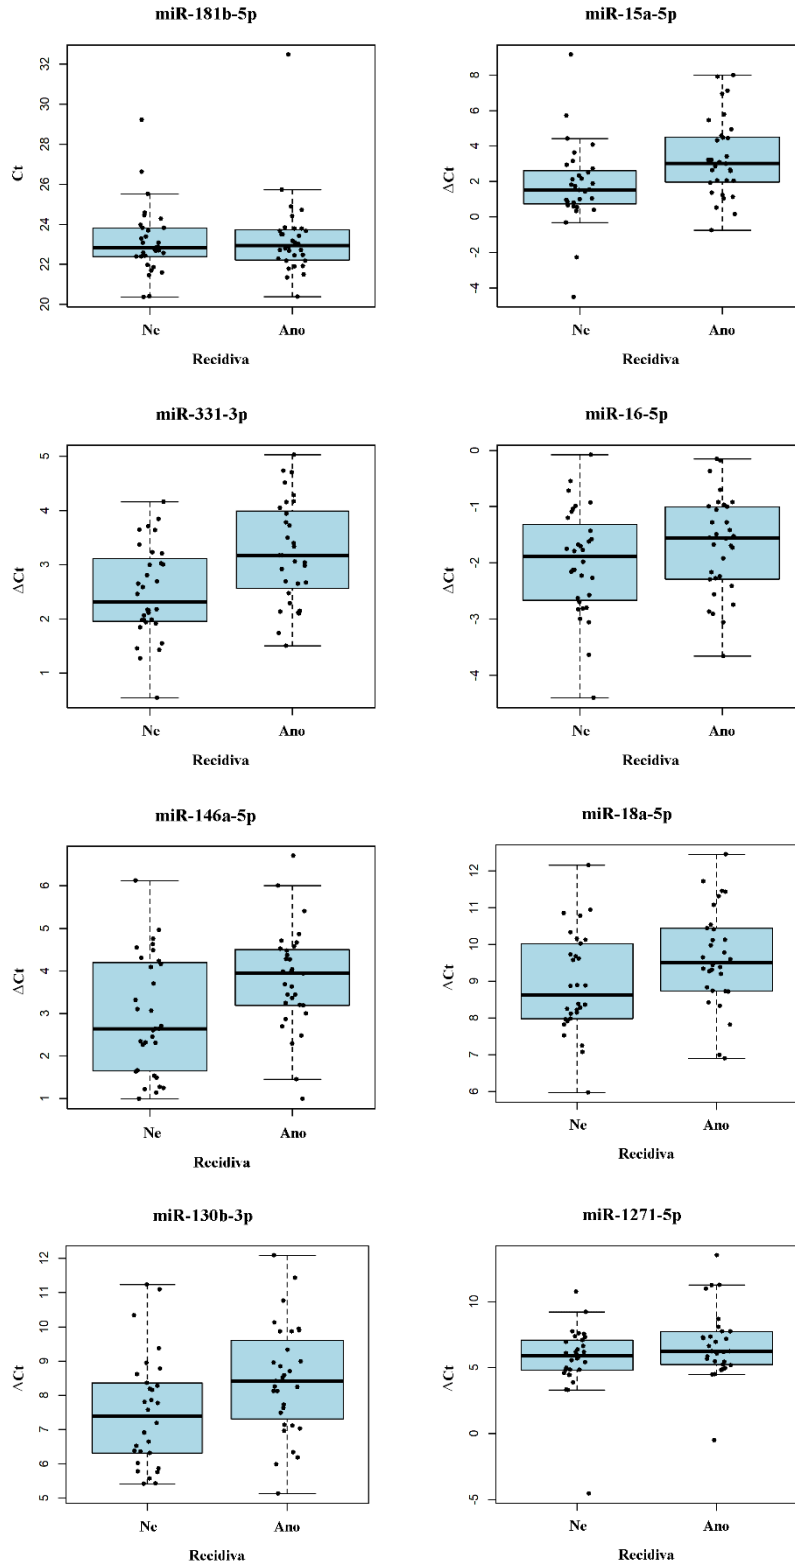 miR-181b-5p
Ct
32
30
28
26
24
22
20
Ne
Ano
Recidiva
miR-15a-5p
ΔCt
8
6
4
2
0
-2
-4
Ne
Ano
Recidiva
miR-331-3p
ΔCt
5
4
3
2
1
Ne
Ano
Recidiva
miR-16-5p
ΔCt
0
-1
-2
-3
-4
Ne
Ano
Recidiva
miR-146a-5p
ΔCt
6
5
4
3
2
1
Ne
Ano
Recidiva
miR-18a-5p
ΔCt
12
11
10
9
8
7
6
Ne
Ano
Recidiva
miR-130b-3p
ΔCt
12
11
10
9
8
7
6
5
Ne
Ano
Recidiva
miR-1271-5p
ΔCt
10
5
0
-5
Ne
Ano
Recidiva